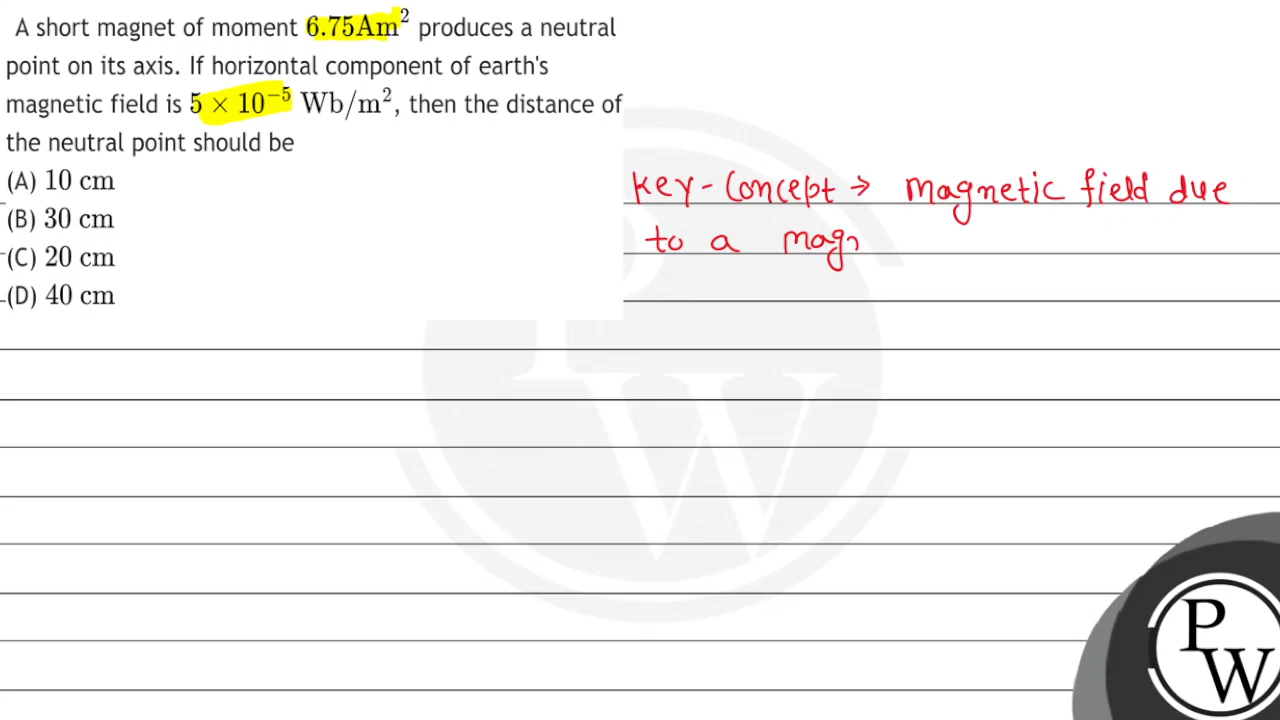 A short magnet of moment 6.75Am² produces a neutral
point on its axis. If horizontal component of earth's
magnetic field is 5 × 10⁻⁵ Wb/m², then the distance of
the neutral point should be
(A) 10 cm
(B) 30 cm
(C) 20 cm
(D) 40 cm
Key-Concept → Magnetic field due
to a magn
P
W
PW